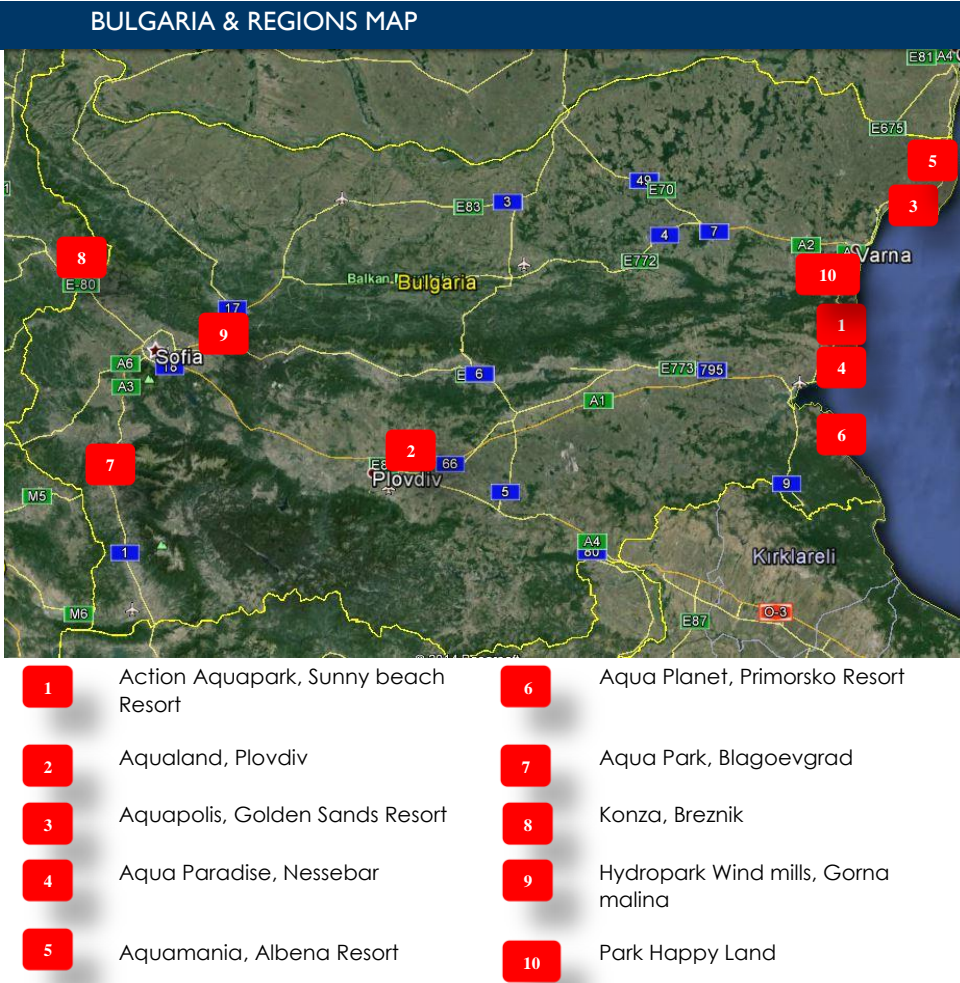 BULGARIA & REGIONS MAP
E81 A4
E675
5
49
E70
E83 3
3
4 7
A2
Varna
8
E772
10
E-80
Balkan
Bulgaria
17
9
1
Sofia
A6
18
E773 795
4
6
A3
A1
6
2
7
66
Plovdiv
9
M5
5
A4
80
1
Kırklareli
M6
E87
O-3
1
Action Aquapark, Sunny beach
Resort
2
Aqualand, Plovdiv
3
Aquapolis, Golden Sands Resort
4
Aqua Paradise, Nessebar
5
Aquamania, Albena Resort
6
Aqua Planet, Primorsko Resort
7
Aqua Park, Blagoevgrad
8
Konza, Breznik
9
Hydropark Wind mills, Gorna
malina
10
Park Happy Land